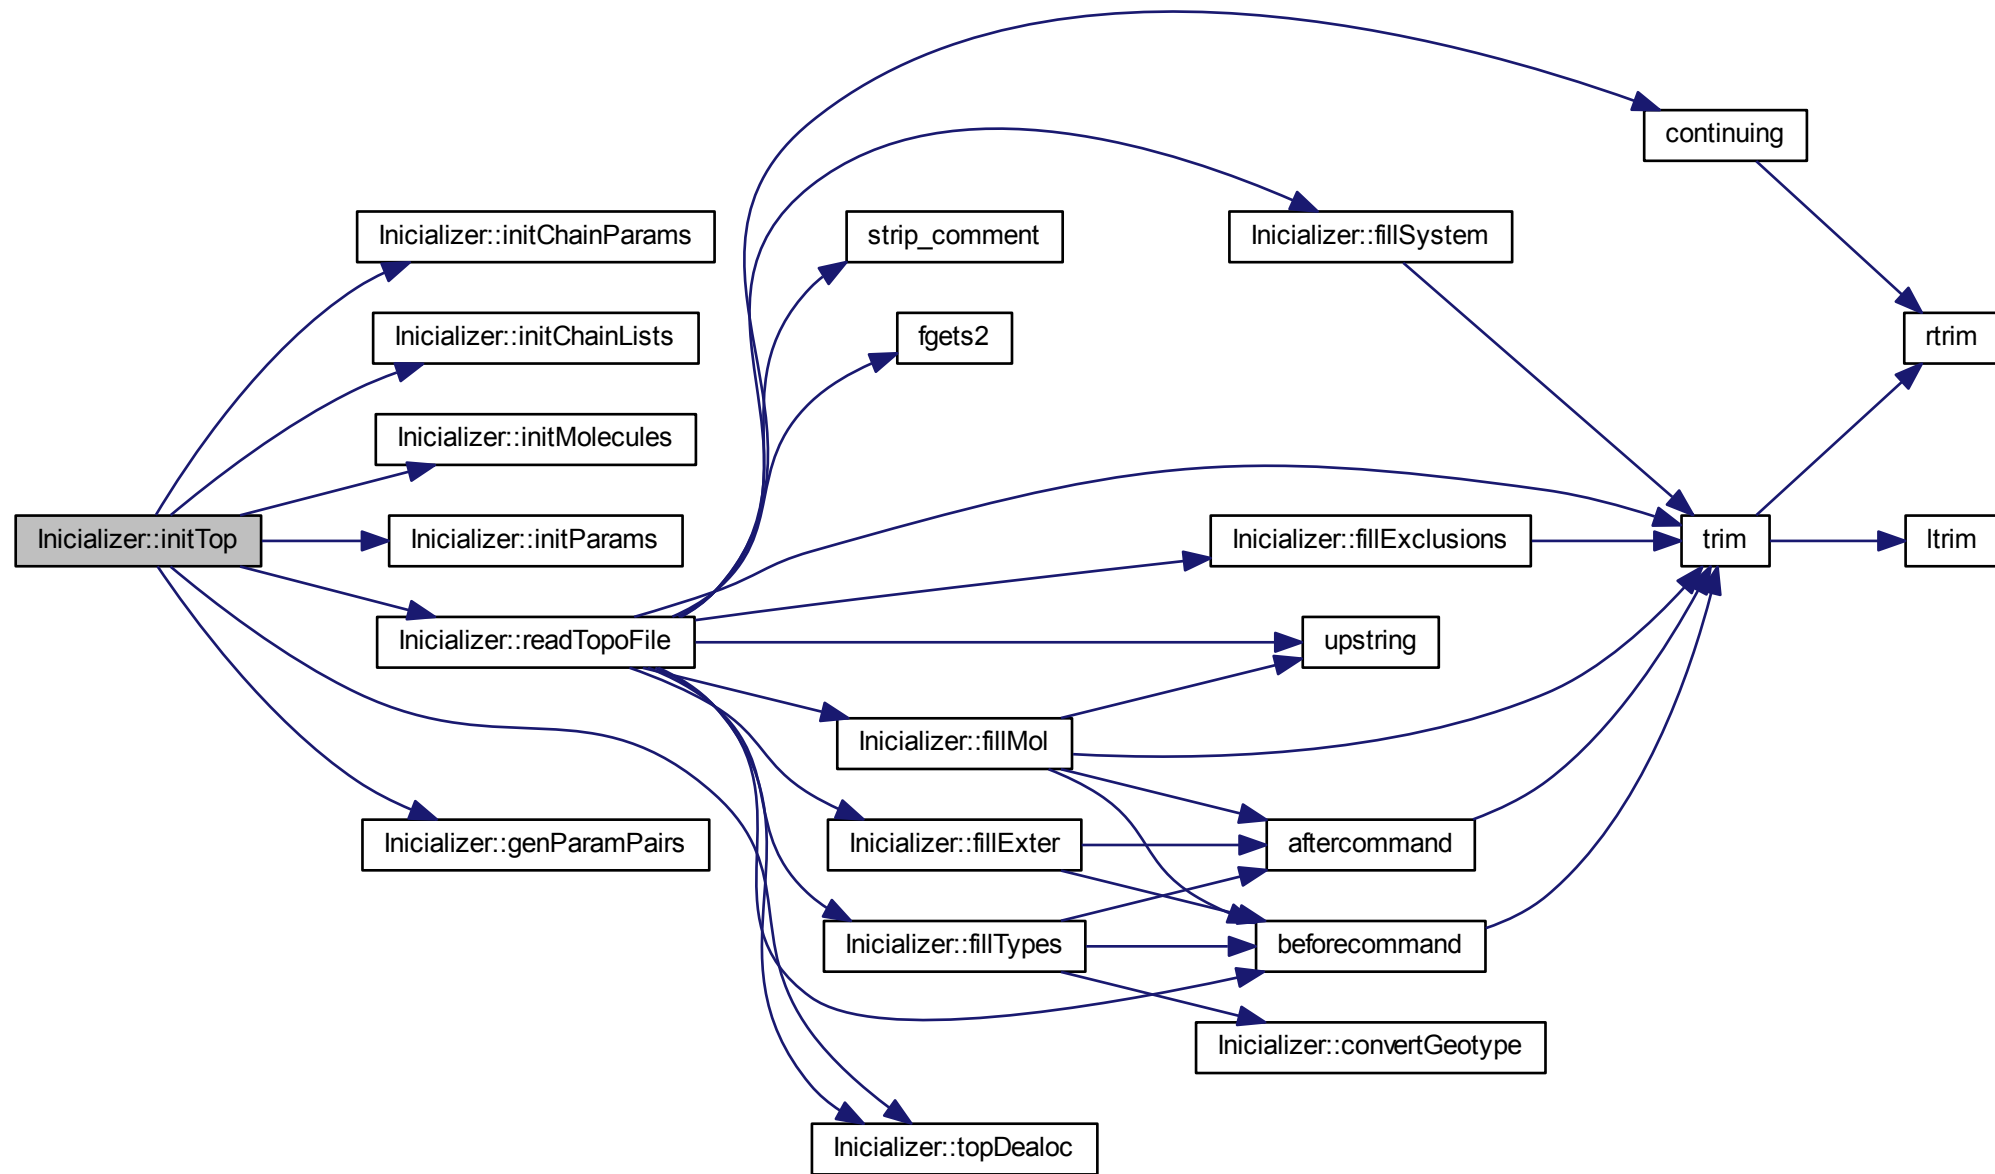 continuing
Inicializer::initChainParams
strip_comment
Inicializer::fillSystem
Inicializer::initChainLists
fgets2
rtrim
Inicializer::initMolecules
Inicializer::initTop
Inicializer::initParams
Inicializer::fillExclusions
trim
ltrim
Inicializer::readTopoFile
upstring
Inicializer::fillMol
Inicializer::genParamPairs
Inicializer::fillExter
aftercommand
Inicializer::fillTypes
beforecommand
Inicializer::convertGeotype
Inicializer::topDealoc